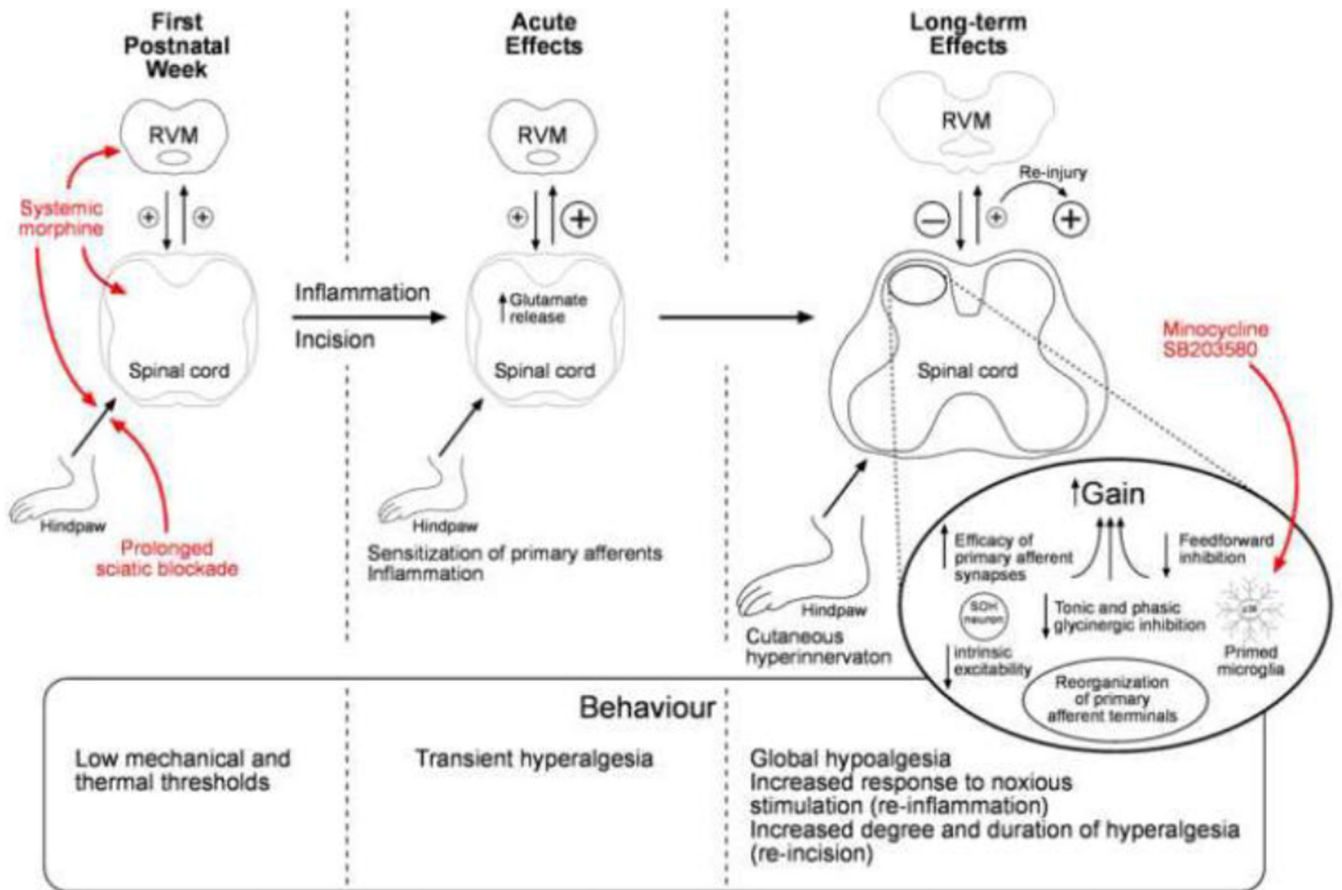 First
Postnatal
Week
Acute
Effects
Long-term
Effects
RVM
RVM
RVM
Re-injury
Systemic
morphine
+
+
+
+
−
+
+
Inflammation
Incision
Glutamate
release
Spinal cord
Spinal cord
Spinal cord
Minocycline
SB203580
Hindpaw
Prolonged
sciatic blockade
Hindpaw
Sensitization of primary afferents
Inflammation
Hindpaw
Cutaneous
hyperinnervaton
Gain
Efficacy of
primary afferent
synapses
Feedforward
inhibition
SDH
neuron
Tonic and phasic
glycinergic inhibition
p38
Primed
microglia
intrinsic
excitability
Reorganization
of primary
afferent terminals
Behaviour
Low mechanical and
thermal thresholds
Transient hyperalgesia
Global hypoalgesia
Increased response to noxious
stimulation (re-inflammation)
Increased degree and duration of hyperalgesia
(re-incision)